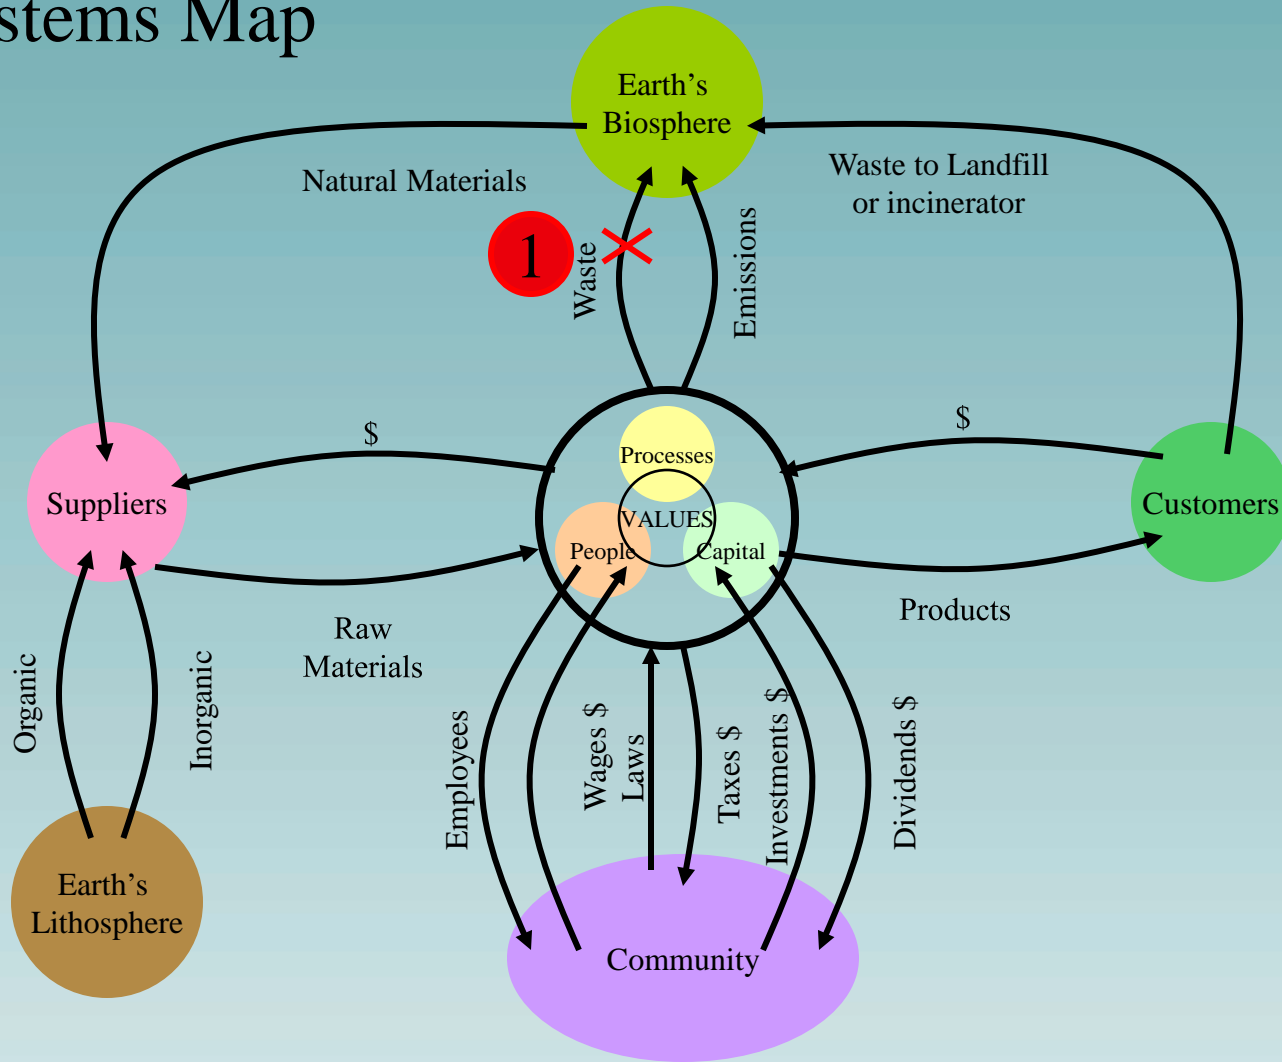 stems Map
Earth's
Biosphere
Natural Materials
Waste to Landfill
or incinerator
1
Waste
Emissions
$
$
Processes
Suppliers
VALUES
Customers
People
Capital
Products
Raw
Materials
Organic
Inorganic
Employees
Wages $
Laws
Taxes $
Investments $
Dividends $
Earth's
Lithosphere
Community